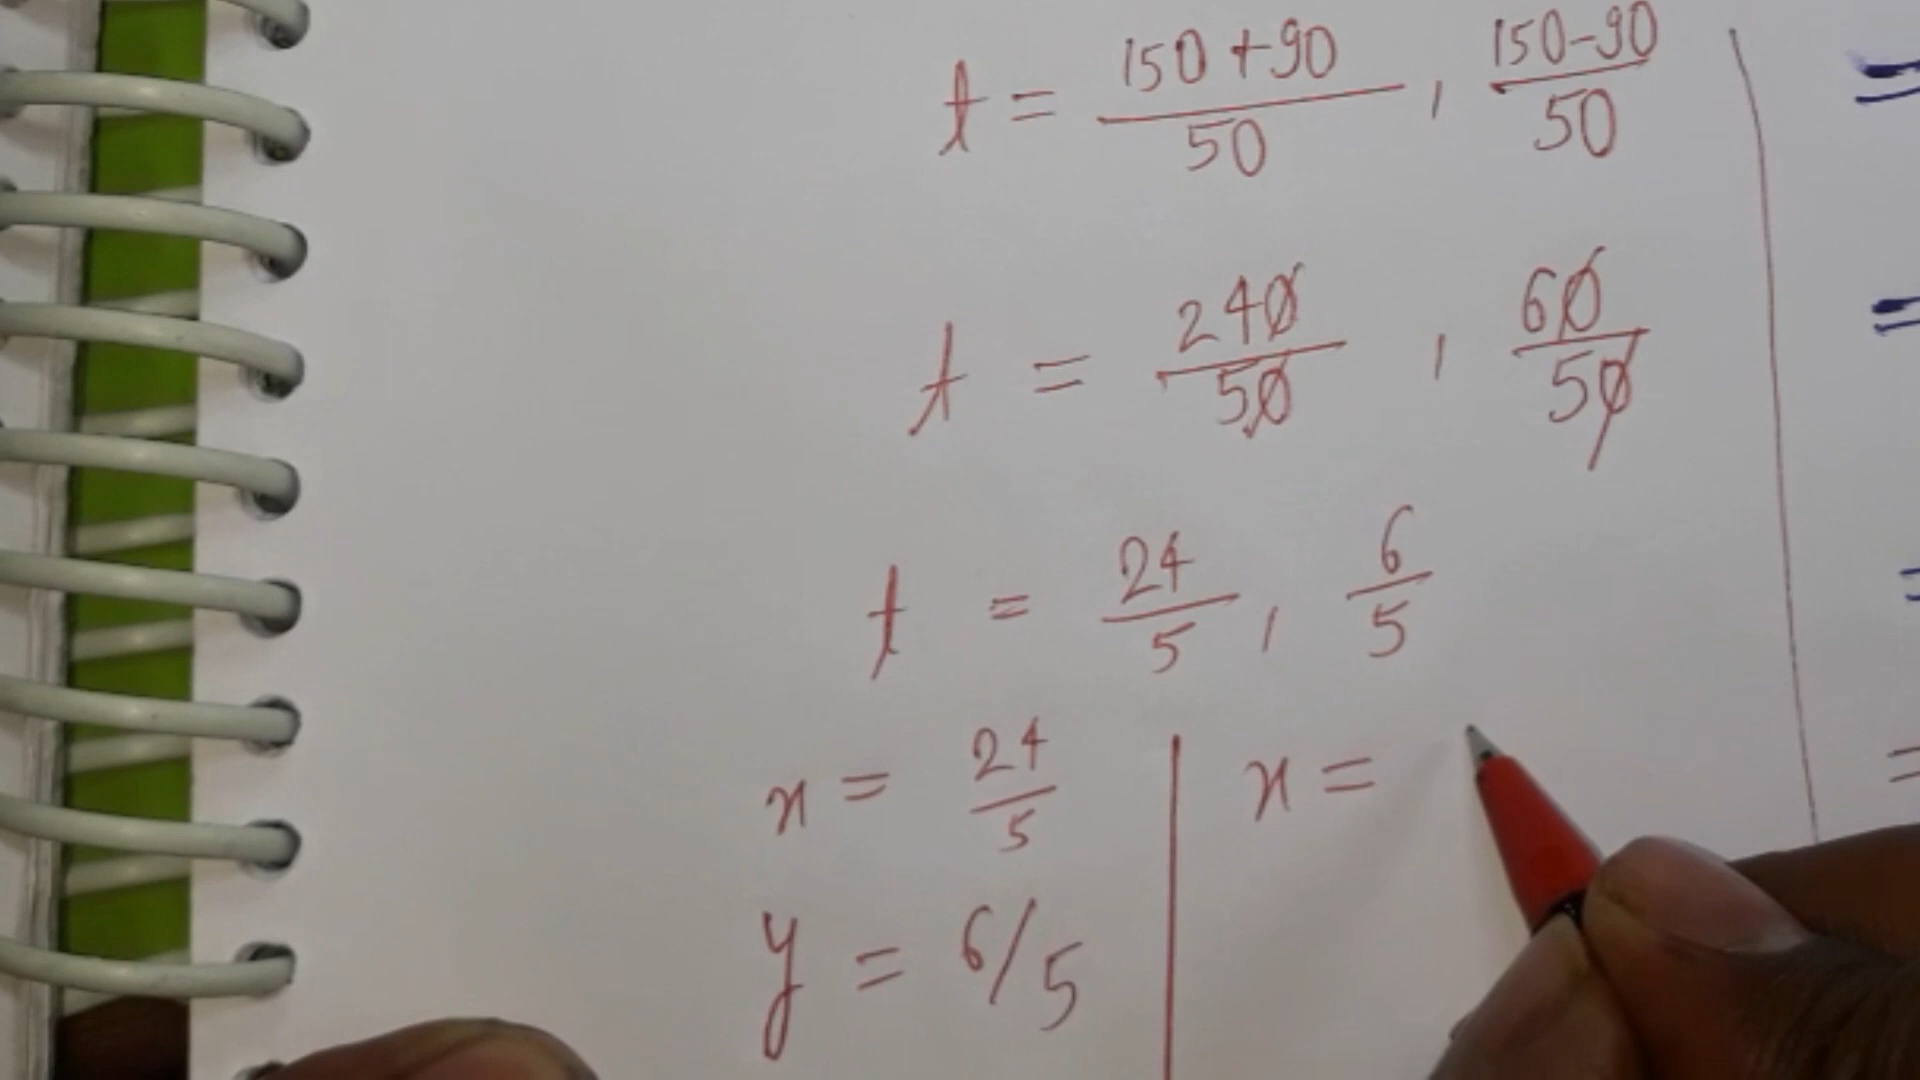 t = 150+90/50 , 150-90/50
t = 240/50 , 60/50
t = 24/5 , 6/5
x = 24/5 | x =
y = 6/5
=
=
=
=